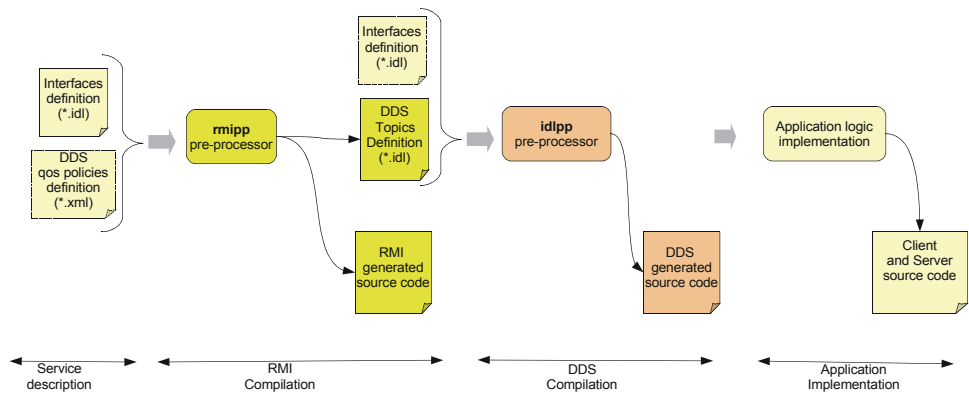 Interfaces
definition
(*.idl)
DDS
qos policies
definition
(*.xml)
rmipp
pre-processor
Interfaces
definition
(*.idl)
DDS
Topics
Definition
(*.idl)
RMI
generated
source code
idlpp
pre-processor
DDS
generated
source code
Application logic
implementation
Client
and Server
source code
Service
description
RMI
Compilation
DDS
Compilation
Application
Implementation